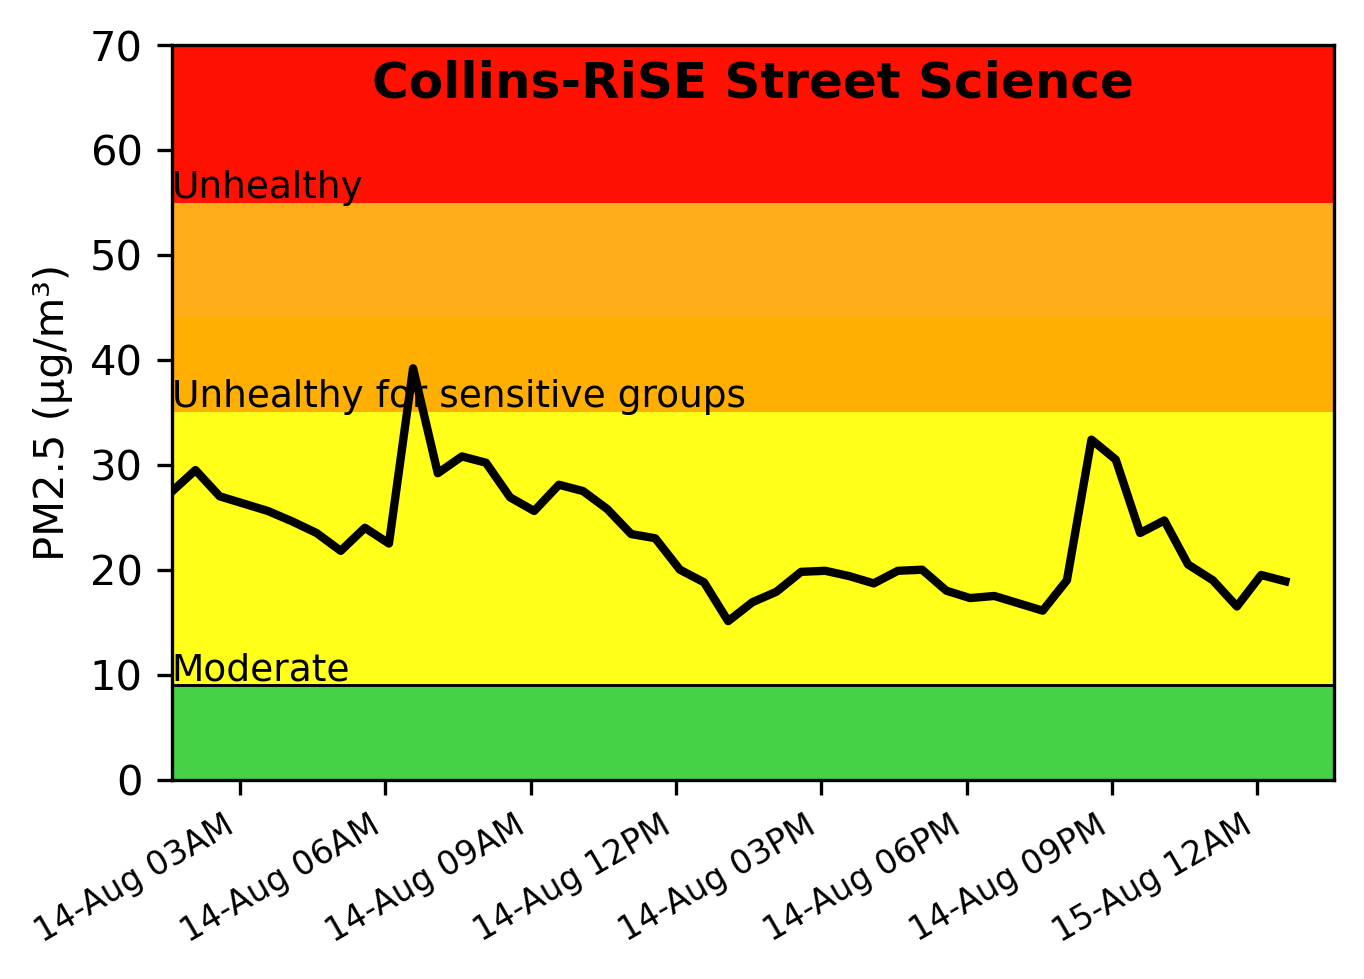 Collins-RiSE Street Science
70
60
Unhealthy
50
40
Unhealthy for sensitive groups
30
20
Moderate
10
0
PM2.5 (µg/m³)
14-Aug 03AM
14-Aug 06AM
14-Aug 09AM
14-Aug 12PM
14-Aug 03PM
14-Aug 06PM
14-Aug 09PM
15-Aug 12AM